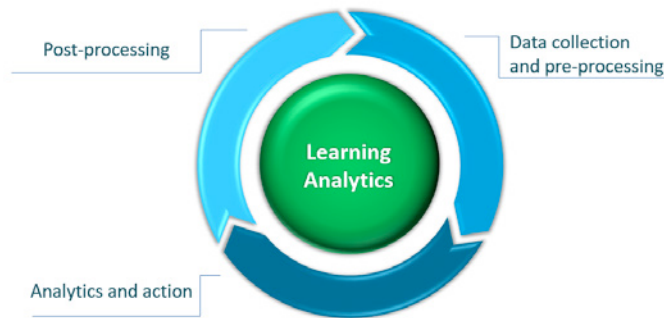 Post-processing
Data collection
and pre-processing
Learning
Analytics
Analytics and action